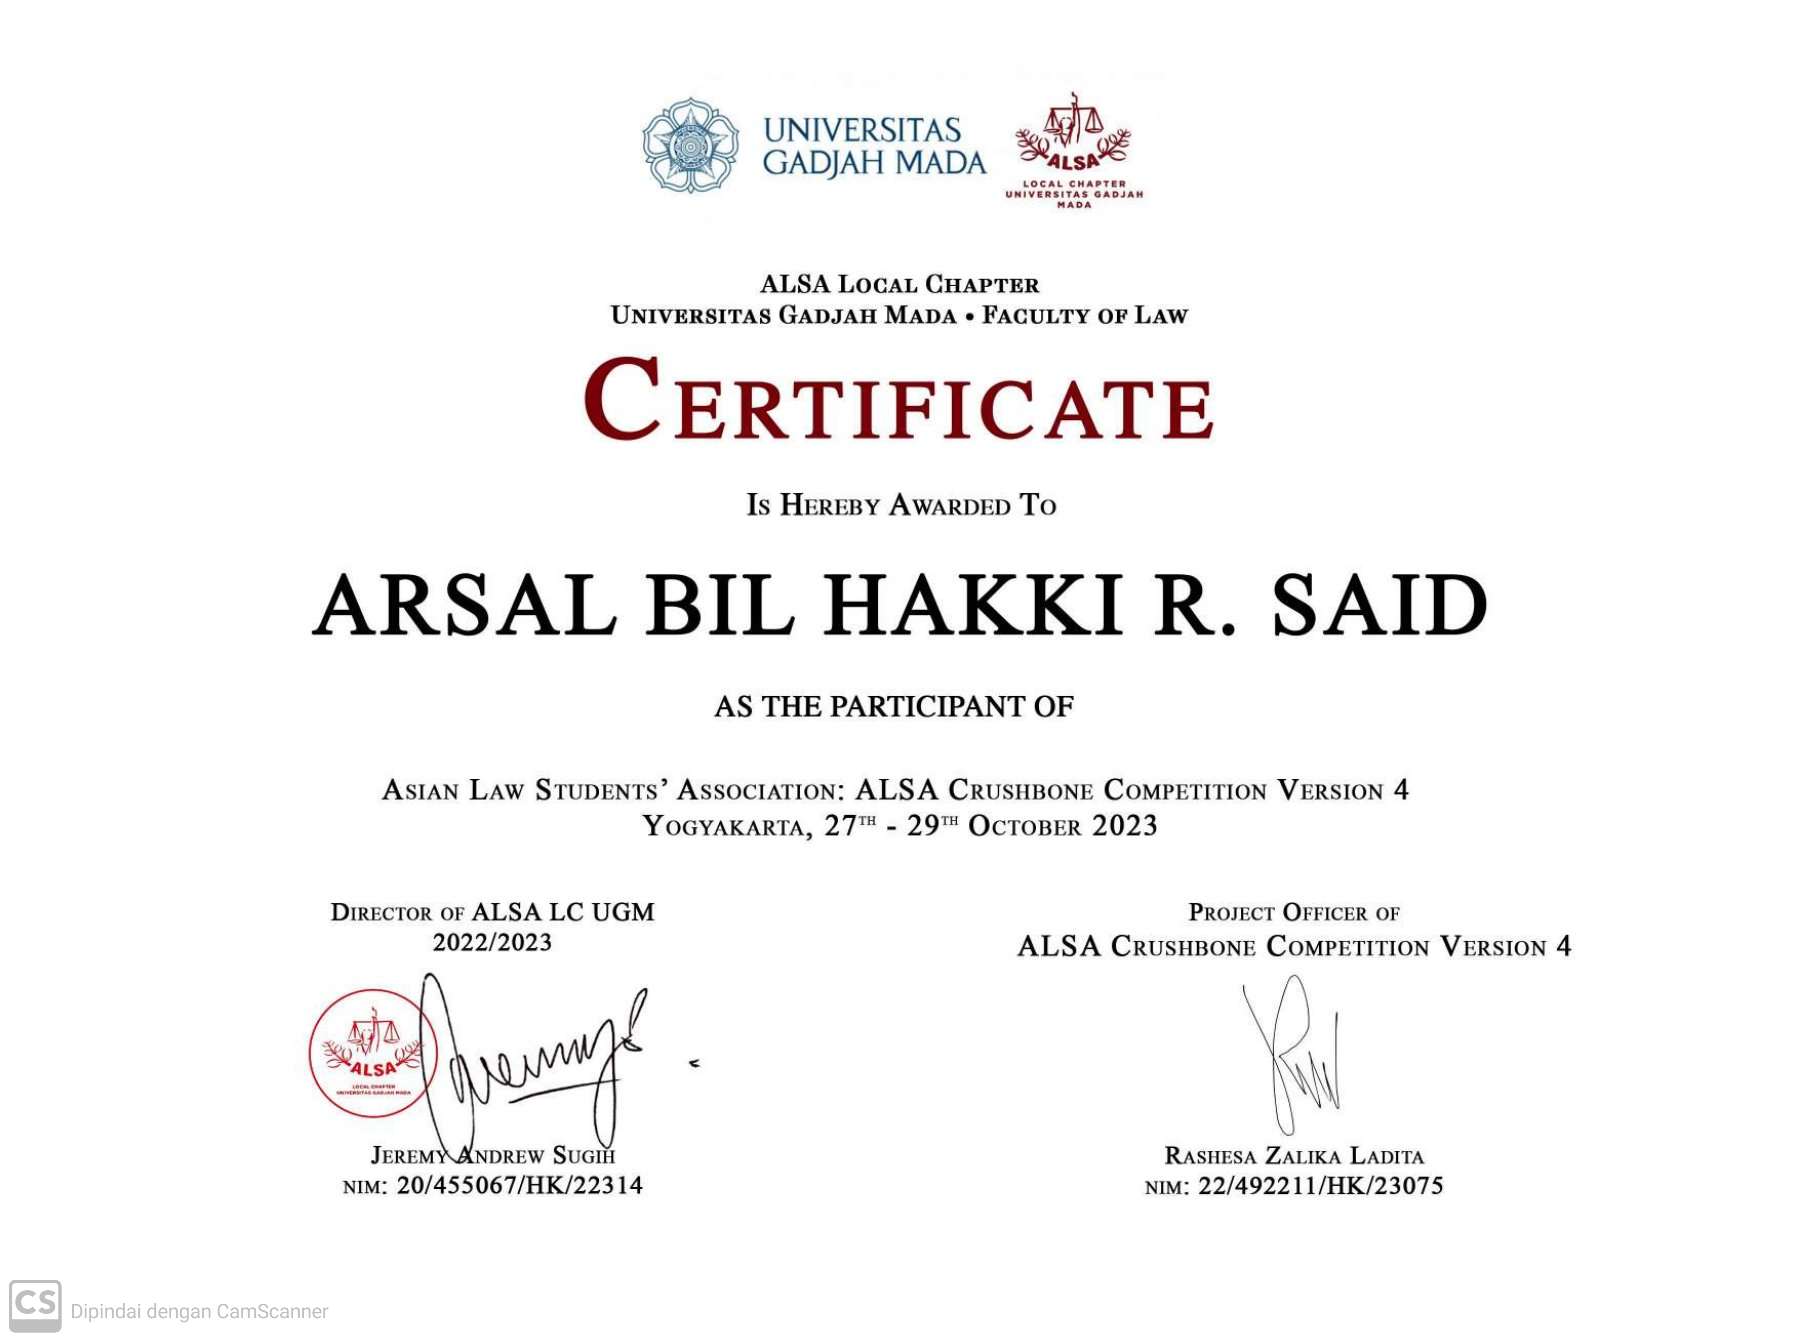 UNIVERSITAS
GADJAH MADA
ALSA
LOCAL CHAPTER
UNIVERSITAS GADJAH
MADA
ALSA Local Chapter
Universitas Gadjah Mada • Faculty of Law
Certificate
Is Hereby Awarded To
ARSAL BIL HAKKI R. SAID
AS THE PARTICIPANT OF
Asian Law Students’ Association: ALSA Crushbone Competition Version 4
Yogyakarta, 27TH - 29TH October 2023
Director of ALSA LC UGM
2022/2023
Project Officer of
ALSA Crushbone Competition Version 4
ALSA
LOCAL CHAPTER
UNIVERSITAS GADJAH MADA
Jeremy
Jeremy Andrew Sugih
NIM: 20/455067/HK/22314
Rashesa Zalika Ladita
NIM: 22/492211/HK/23075
CS Dipindai dengan CamScanner